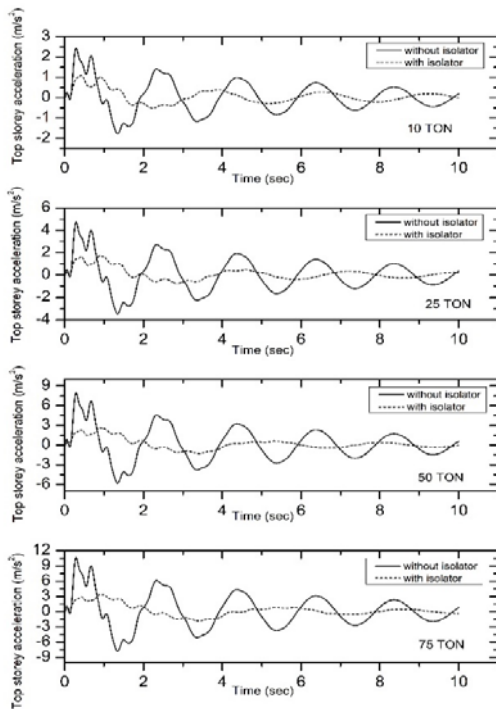 Top storey acceleration (m/s²)
3
2
1
0
-1
-2
without isolator
with isolator
10 TON
0 2 4 6 8 10
Time (sec)
Top storey acceleration (m/s²)
6
4
2
0
-2
-4
without isolator
with isolator
25 TON
0 2 4 6 8 10
Time (sec)
Top storey acceleration (m/s²)
9
6
3
0
-3
-6
without isolator
with isolator
50 TON
0 2 4 6 8 10
Time (sec)
Top storey acceleration (m/s²)
12
9
6
3
0
-3
-6
-9
without isolator
with isolator
75 TON
0 2 4 6 8 10
Time (sec)